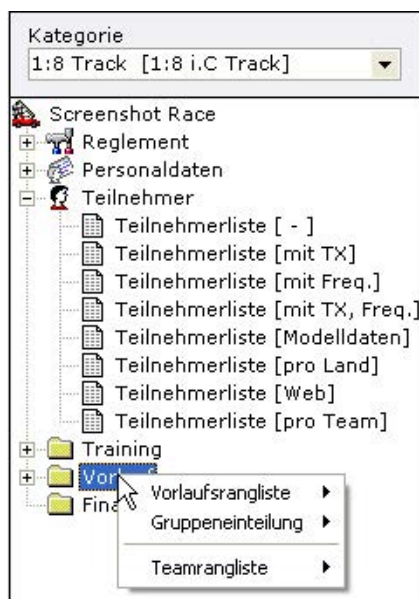 Kategorie
1:8 Track [1:8 i.C Track]
Screenshot Race
Reglement
Personaldaten
Teilnehmer
Teilnehmerliste [ - ]
Teilnehmerliste [mit TX]
Teilnehmerliste [mit Freq.]
Teilnehmerliste [mit TX, Freq.]
Teilnehmerliste [Modelldaten]
Teilnehmerliste [pro Land]
Teilnehmerliste [Web]
Teilnehmerliste [pro Team]
Training
Vorlaufsrangliste
Gruppeneinteilung
Teamrangliste